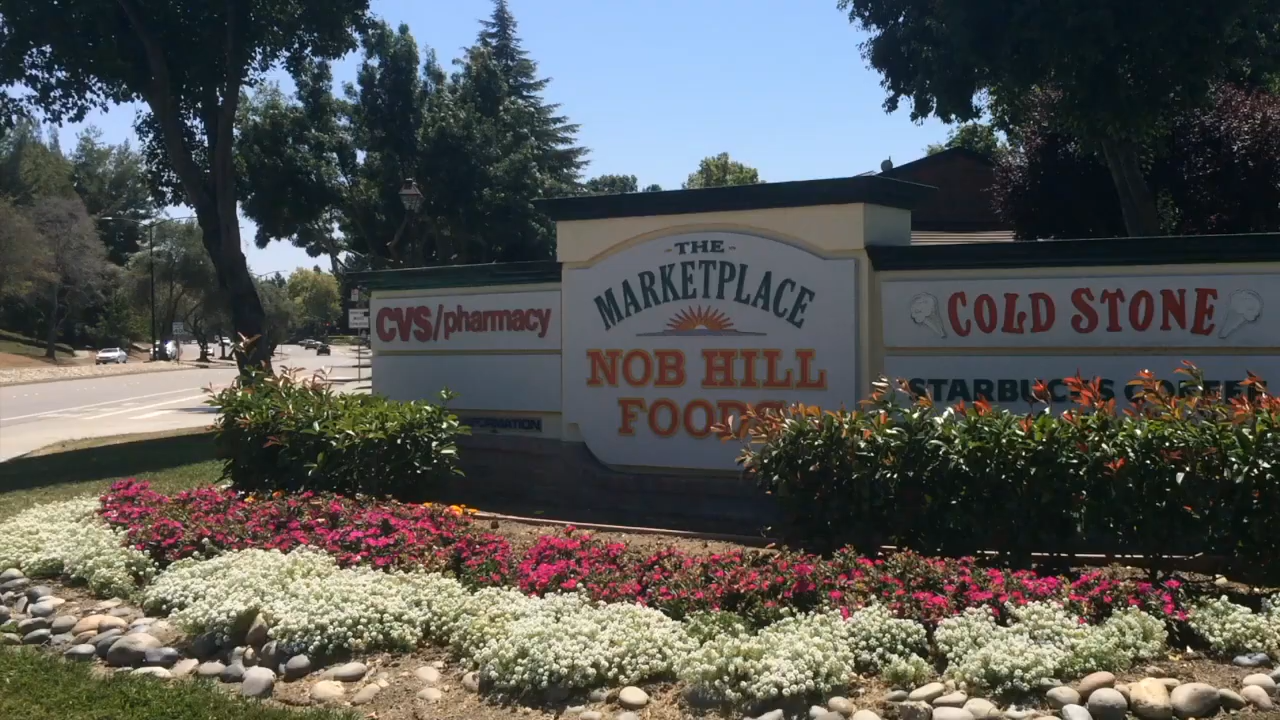 - THE -
MARKETPLACE
NOB HILL
FOODS
CVS/pharmacy
COLD STONE
STARBUCKS COFFEE